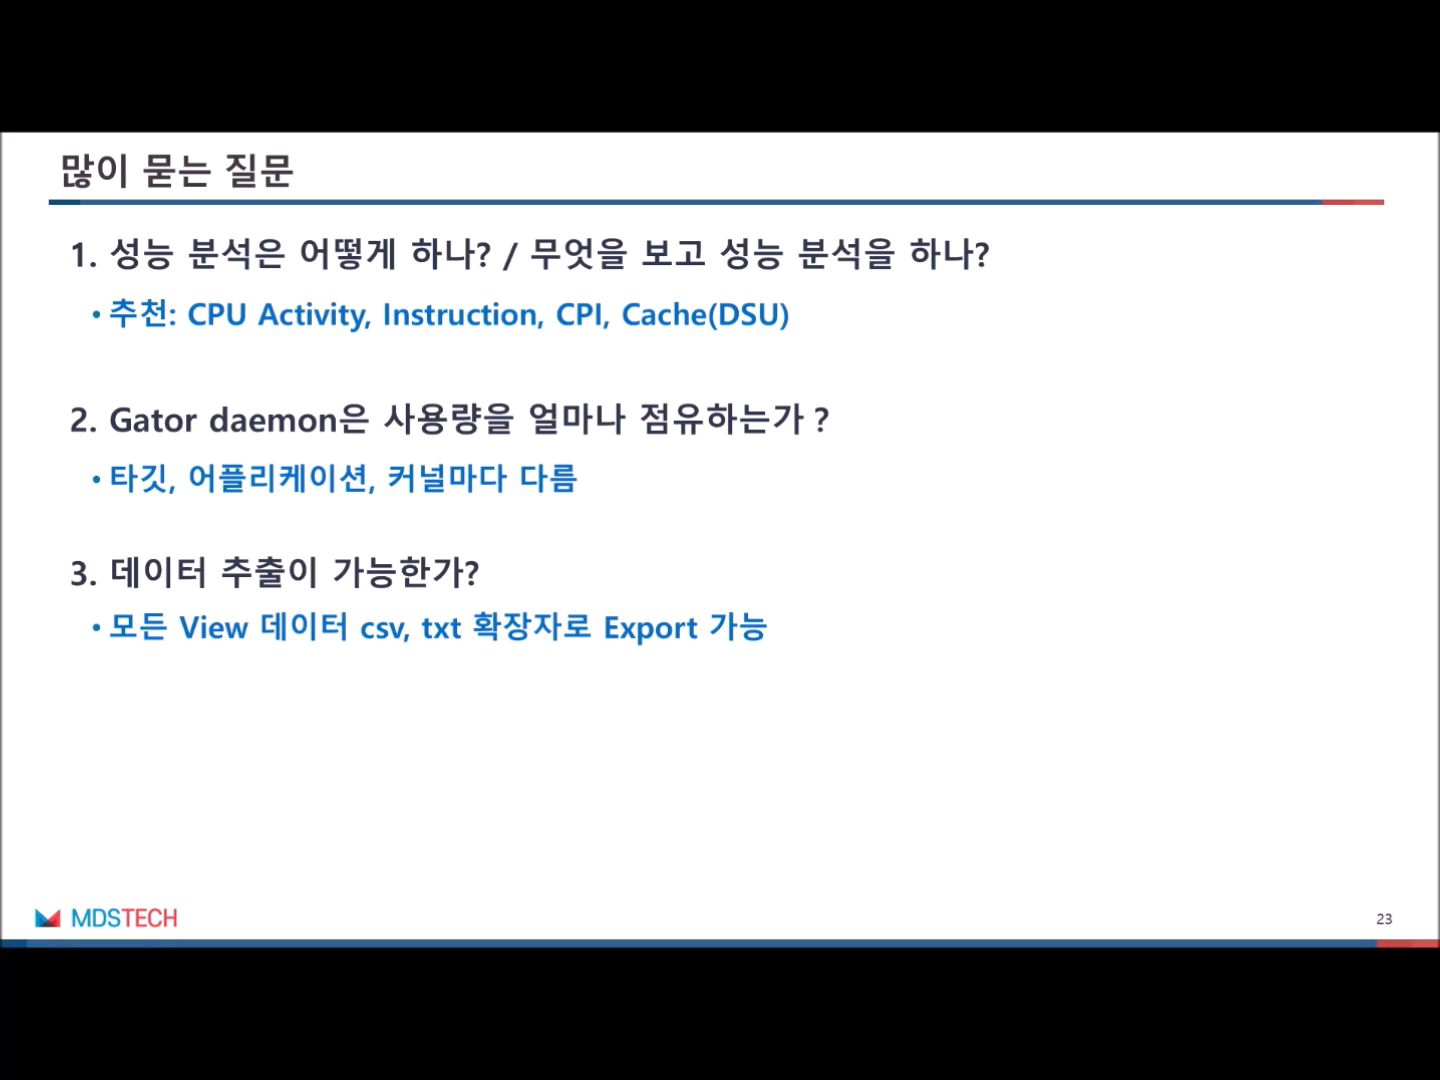 많이 묻는 질문
1. 성능 분석은 어떻게 하나? / 무엇을 보고 성능 분석을 하나?
• 추천: CPU Activity, Instruction, CPI, Cache(DSU)
2. Gator daemon은 사용량을 얼마나 점유하는가 ?
• 타깃, 어플리케이션, 커널마다 다름
3. 데이터 추출이 가능한가?
• 모든 View 데이터 csv, txt 확장자로 Export 가능
MDSTECH
23